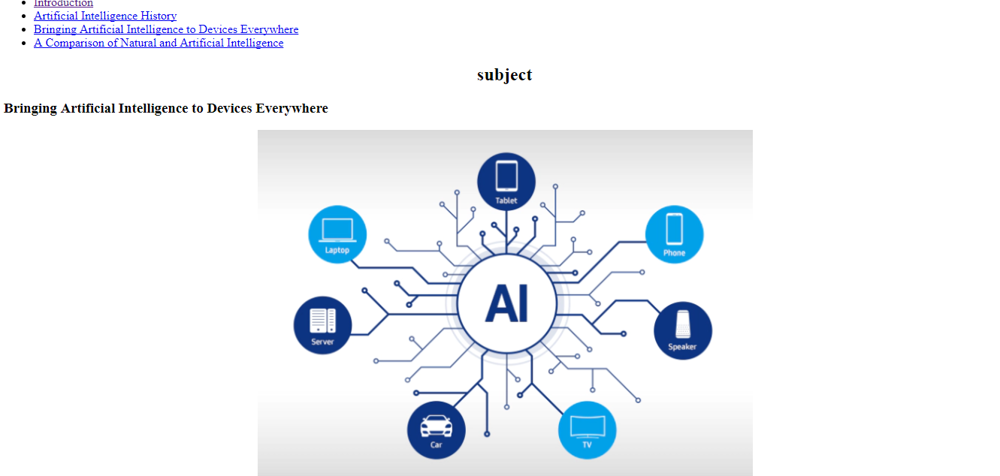 Introduction
Artificial Intelligence History
Bringing Artificial Intelligence to Devices Everywhere
A Comparison of Natural and Artificial Intelligence
subject
Bringing Artificial Intelligence to Devices Everywhere
Tablet
Laptop
Phone
AI
Server
Speaker
Car
TV